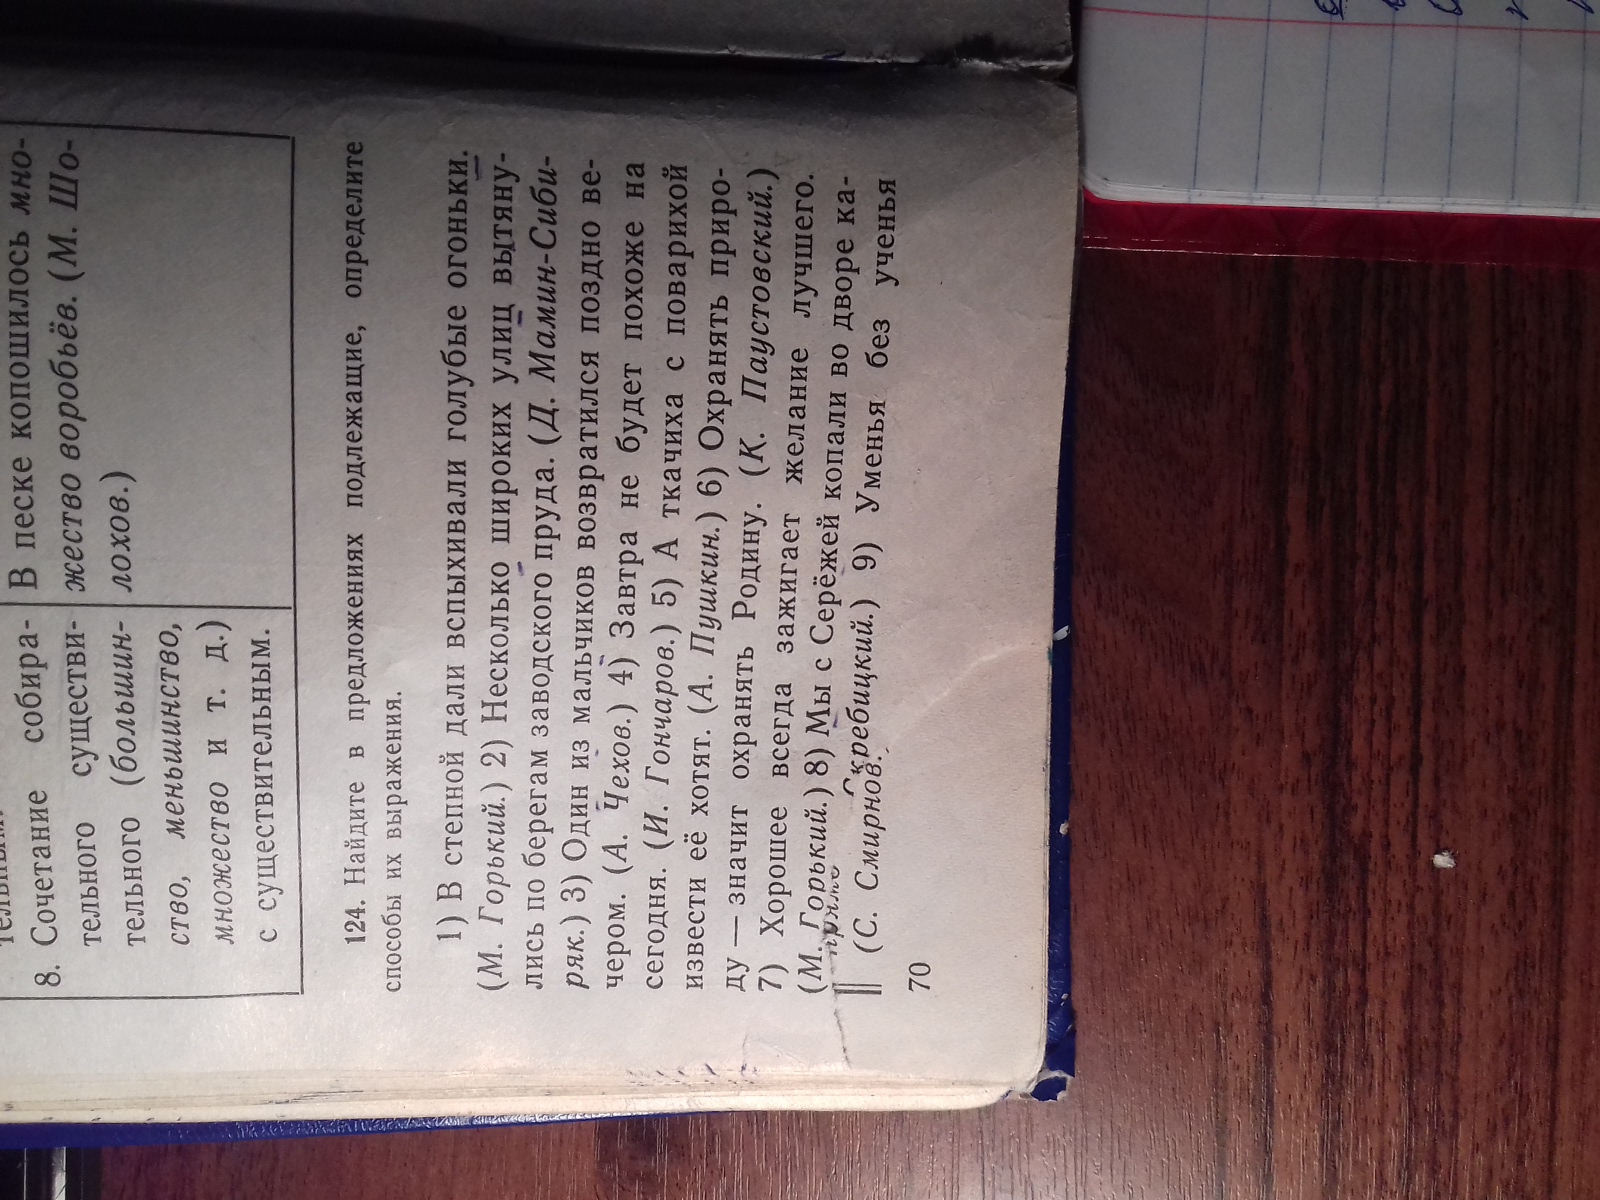 8. Сочетание собира-
тельного существи-
тельного (большин-
ство, меньшинство,
множество и т. д.)
с существительным.
В песке копошилось мно-
жество воробьёв. (М. Шо-
лохов.)
124. Найдите в предложениях подлежащие, определите
способы их выражения.
1) В степной дали вспыхивали голубые огоньки.
(М. Горький.) 2) Несколько широких улиц вытяну-
лись по берегам заводского пруда. (Д. Мамин-Сиби-
ряк.) 3) Один из мальчиков возвратился поздно ве-
чером. (А. Чехов.) 4) Завтра не будет похоже на
сегодня. (И. Гончаров.) 5) А ткачиха с поварихой
извести её хотят. (А. Пушкин.) 6) Охранять приро-
ду — значит охранять Родину. (К. Паустовский.)
7) Хорошее всегда зажигает желание лучшего.
(М. Горький.) 8) Мы с Серёжей копали во дворе ка-
Скребицкий.) 9) Уменья без ученья
(С. Смирнов.
70